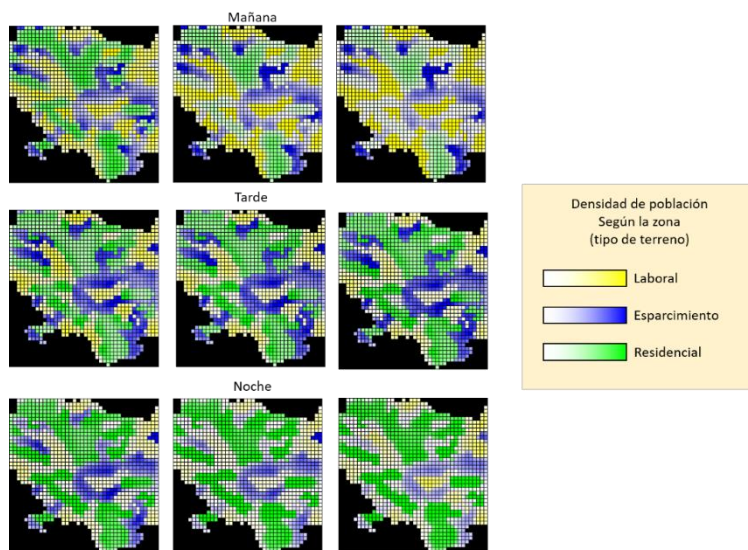 Mañana
Tarde
Noche
Densidad de población
Según la zona
(tipo de terreno)
Laboral
Esparcimiento
Residencial